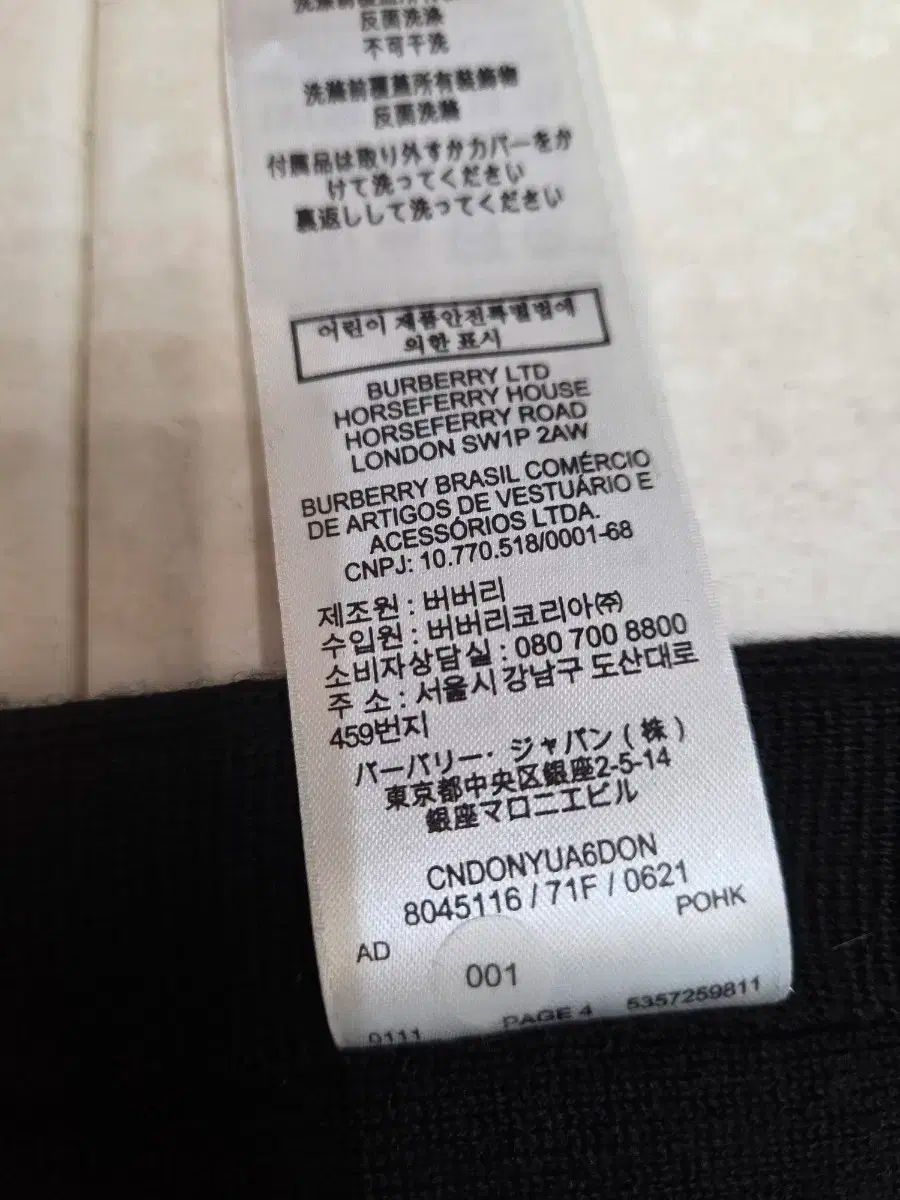 反面洗滌
不可干洗
洗滌前覆蓋所有裝飾物
反面洗滌
付属品は取り外すかカバーをか
けて洗ってください
裏返しして洗ってください
어린이 제품안전특별법에
의한 표시
BURBERRY LTD
HORSEFERRY HOUSE
HORSEFERRY ROAD
LONDON SW1P 2AW
BURBERRY BRASIL COMÉRCIO
DE ARTIGOS DE VESTUÁRIO E
ACESSÓRIOS LTDA.
CNPJ: 10.770.518/0001-68
제조원 : 버버리
수입원 : 버버리코리아㈜
소비자상담실 : 080 700 8800
주 소 : 서울시 강남구 도산대로
459번지
バーバリー・ジャパン ( 株 )
東京都中央区銀座2-5-14
銀座マロニエビル
CNDONYUA6DON
8045116 / 71F / 0621
POHK
AD
001
0111 PAGE 4 5357259811